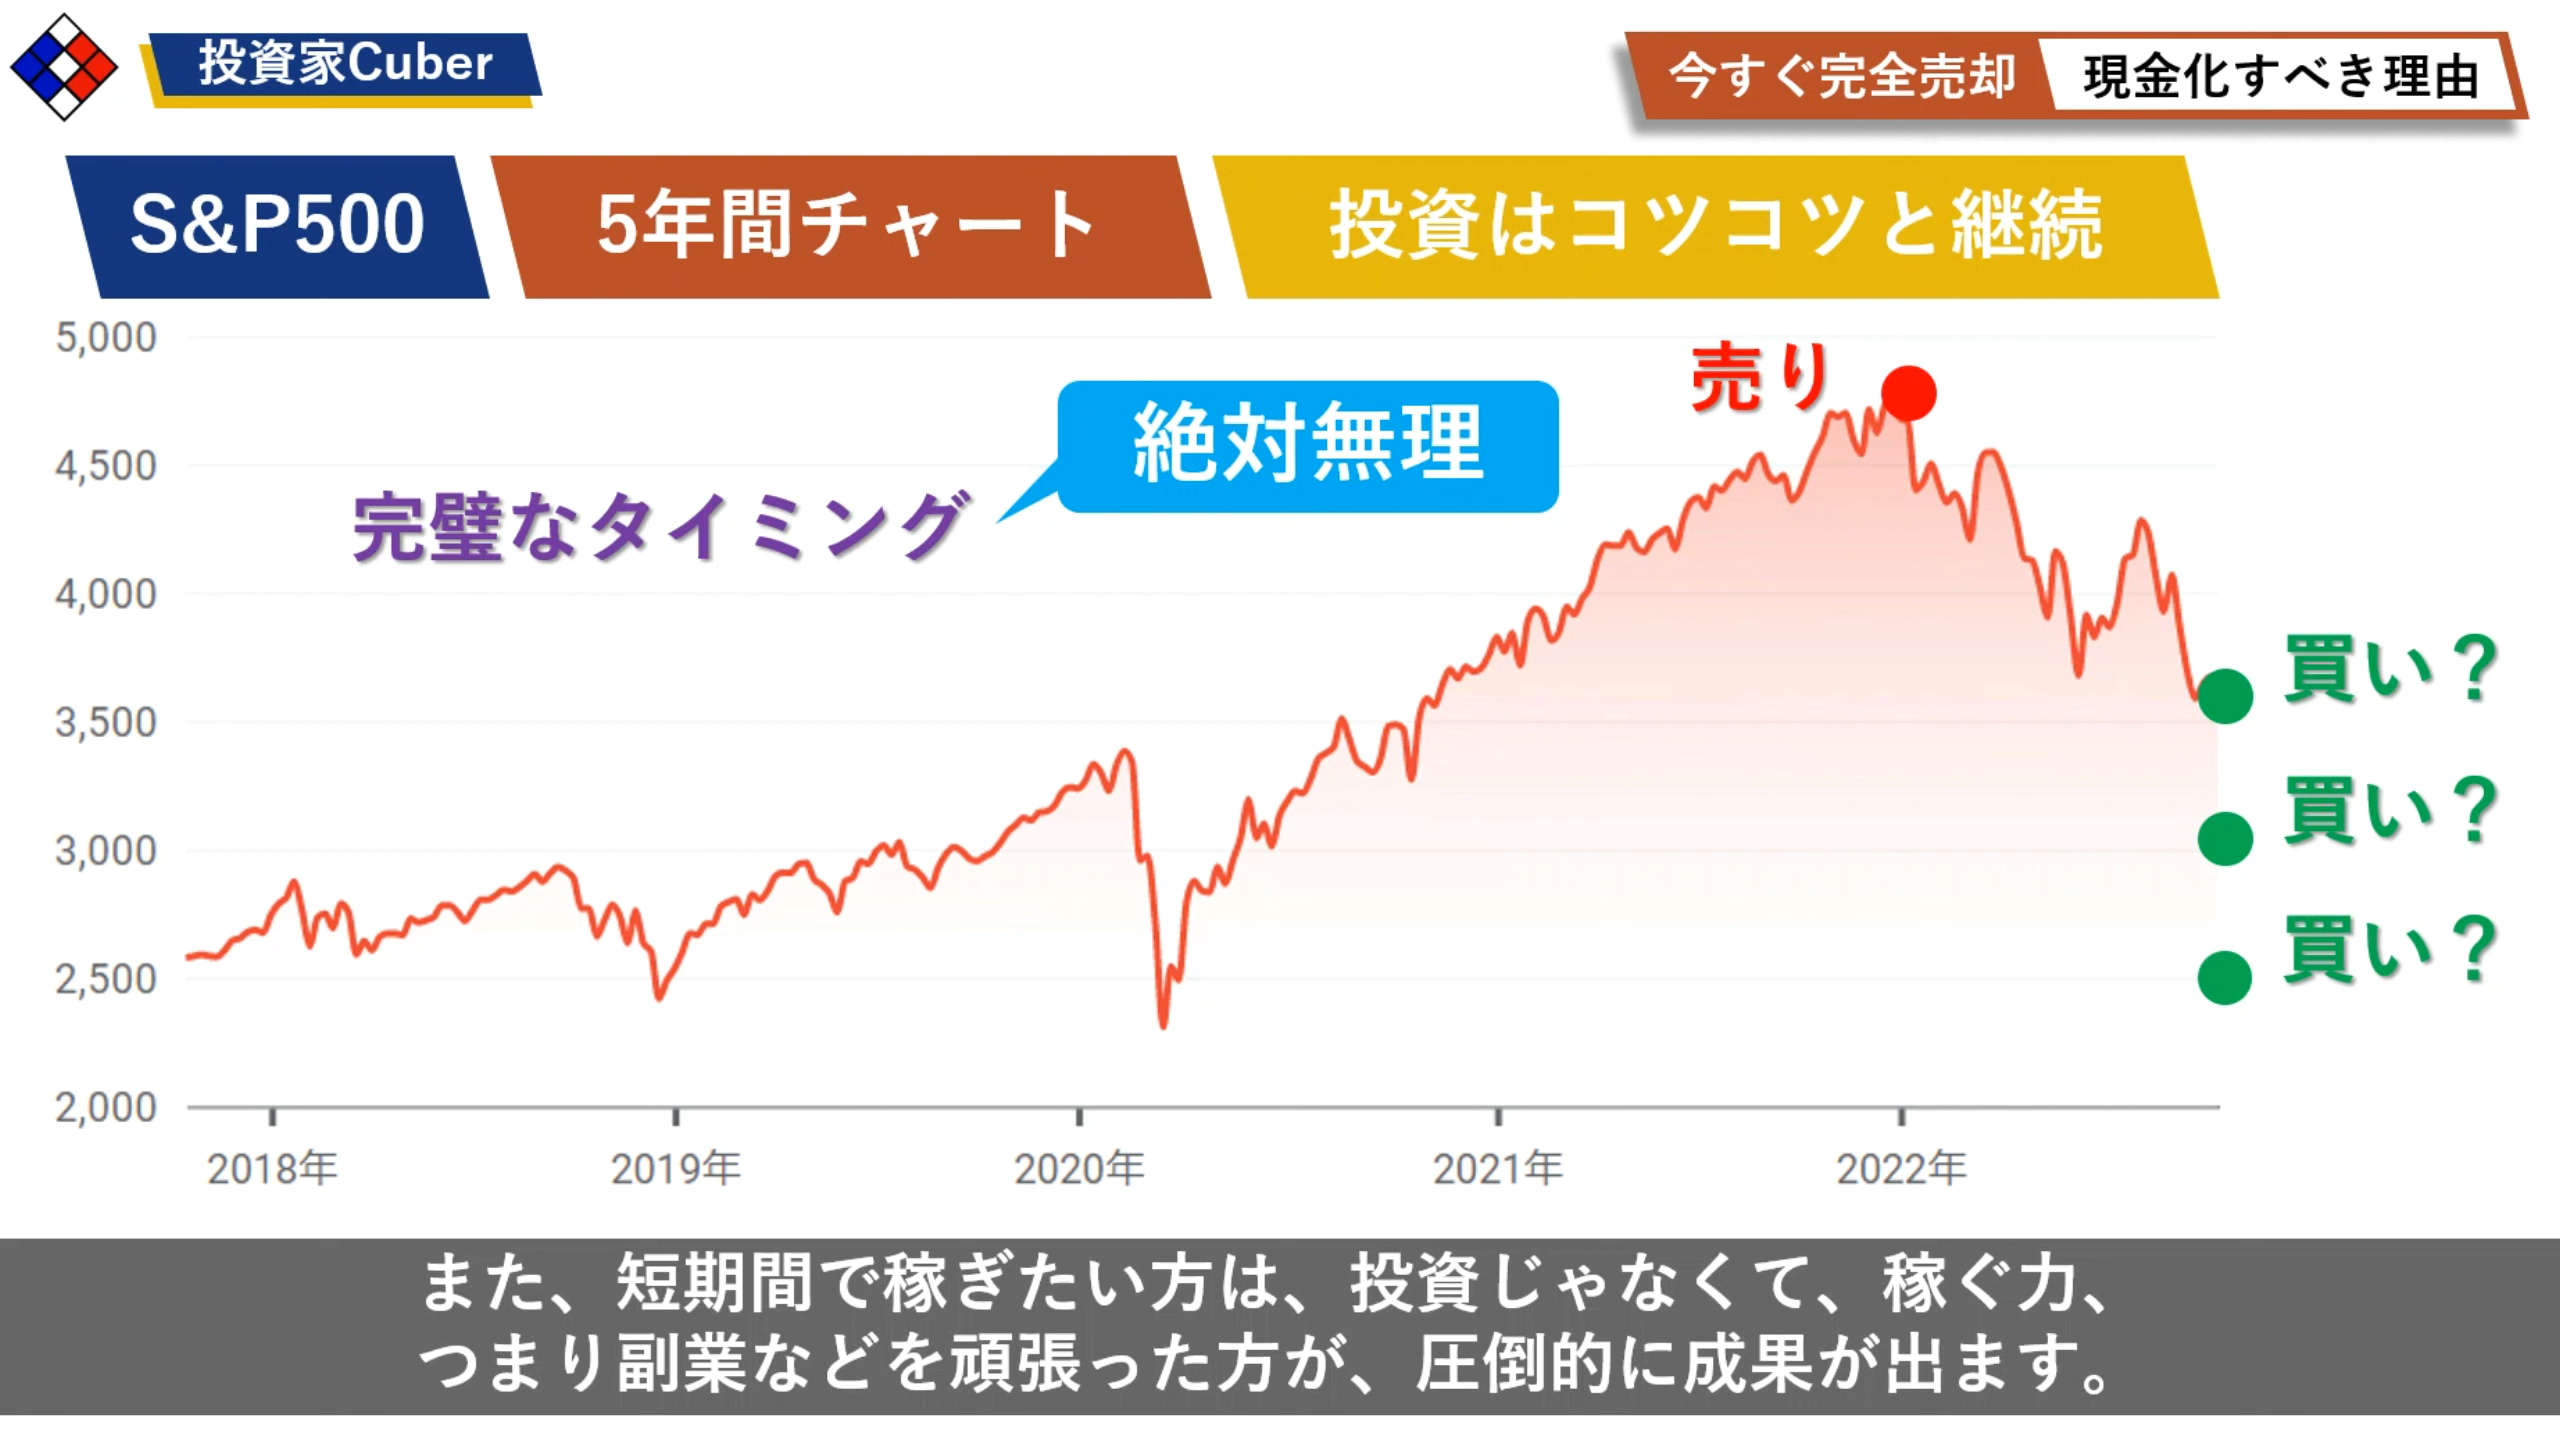 投資家Cuber
今すぐ完全売却 現金化すべき理由
S&P500 5年間チャート 投資はコツコツと継続
5,000
売り
絶対無理
4,500
完璧なタイミング
4,000
買い？
3,500
買い？
3,000
買い？
2,500
2,000
2018年 2019年 2020年 2021年 2022年
また、短期間で稼ぎたい方は、投資じゃなくて、稼ぐ力、
つまり副業などを頑張った方が、圧倒的に成果が出ます。